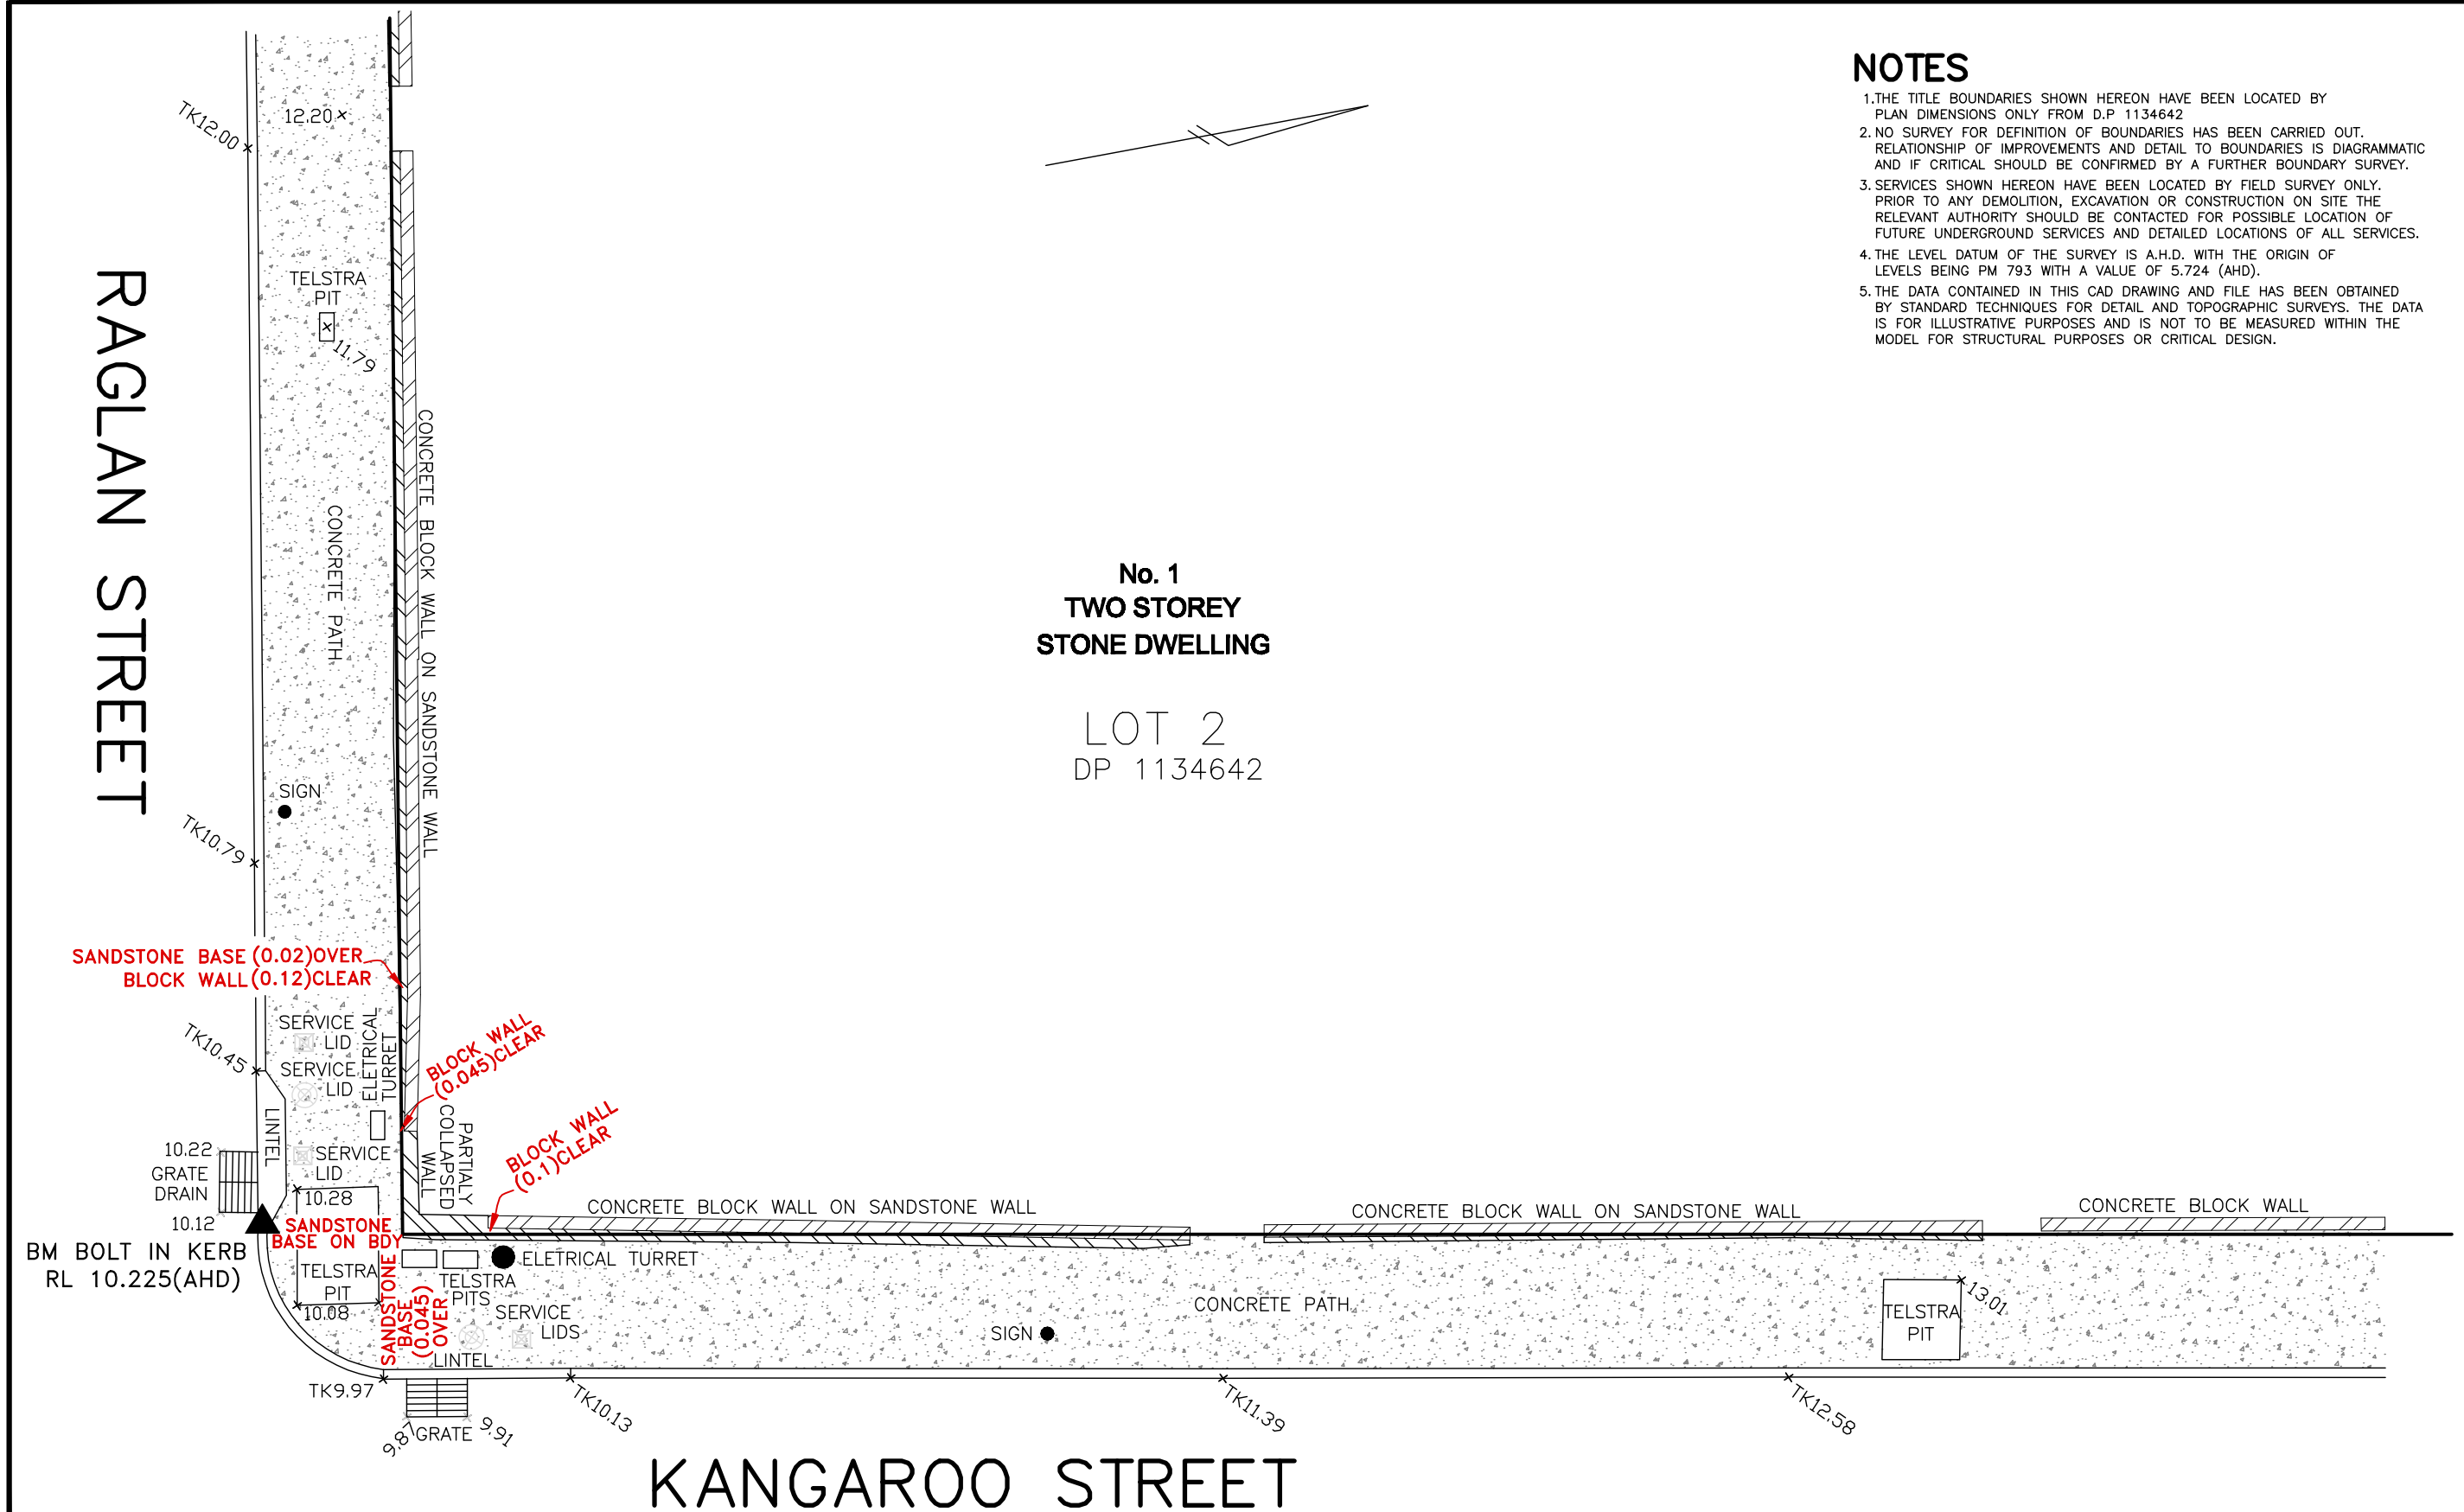 NOTES
1. THE TITLE BOUNDARIES SHOWN HEREON HAVE BEEN LOCATED BY
PLAN DIMENSIONS ONLY FROM D.P 1134642
2. NO SURVEY FOR DEFINITION OF BOUNDARIES HAS BEEN CARRIED OUT.
RELATIONSHIP OF IMPROVEMENTS AND DETAIL TO BOUNDARIES IS DIAGRAMMATIC
AND IF CRITICAL SHOULD BE CONFIRMED BY A FURTHER BOUNDARY SURVEY.
3. SERVICES SHOWN HEREON HAVE BEEN LOCATED BY FIELD SURVEY ONLY.
PRIOR TO ANY DEMOLITION, EXCAVATION OR CONSTRUCTION ON SITE THE
RELEVANT AUTHORITY SHOULD BE CONTACTED FOR POSSIBLE LOCATION OF
FUTURE UNDERGROUND SERVICES AND DETAILED LOCATIONS OF ALL SERVICES.
4. THE LEVEL DATUM OF THE SURVEY IS A.H.D. WITH THE ORIGIN OF
LEVELS BEING PM 793 WITH A VALUE OF 5.724 (AHD).
5. THE DATA CONTAINED IN THIS CAD DRAWING AND FILE HAS BEEN OBTAINED
BY STANDARD TECHNIQUES FOR DETAIL AND TOPOGRAPHIC SURVEYS. THE DATA
IS FOR ILLUSTRATIVE PURPOSES AND IS NOT TO BE MEASURED WITHIN THE
MODEL FOR STRUCTURAL PURPOSES OR CRITICAL DESIGN.
TK12.00
12.20
TELSTRA
PIT
11.79
RAGLAN STREET
CONCRETE PATH
CONCRETE BLOCK WALL ON SANDSTONE WALL
No. 1
TWO STOREY
STONE DWELLING
LOT 2
DP 1134642
SIGN
TK10.79
SANDSTONE BASE (0.02)OVER
BLOCK WALL (0.12)CLEAR
TK10.45
SERVICE
LID
SERVICE
LID
ELETRICAL
TURRET
BLOCK WALL
(0.045)CLEAR
LINTEL
PARTIALY
COLLAPSED
WALL
BLOCK WALL
(0.1)CLEAR
10.22
GRATE
DRAIN
10.12
SERVICE
LID
10.28
SANDSTONE
BASE ON BDY
BM BOLT IN KERB
RL 10.225(AHD)
TELSTRA
PIT
10.08
SANDSTONE
BASE
(0.045)
OVER
CONCRETE BLOCK WALL ON SANDSTONE WALL
CONCRETE BLOCK WALL ON SANDSTONE WALL
CONCRETE BLOCK WALL
ELETRICAL TURRET
TELSTRA
PITS
SERVICE
LIDS
LINTEL
CONCRETE PATH
SIGN
TELSTRA
PIT
13.01
TK9.97
TK10.13
TK11.39
TK12.58
9.87
GRATE
9.91
KANGAROO STREET